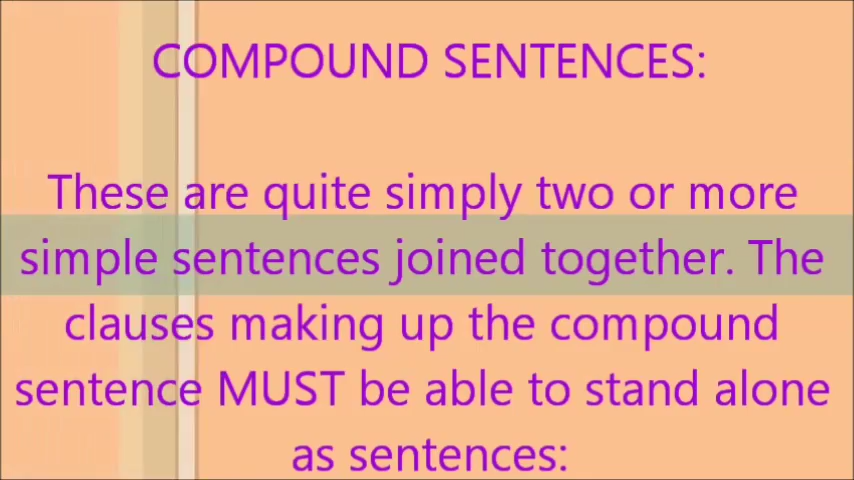 COMPOUND SENTENCES:
These are quite simply two or more
simple sentences joined together. The
clauses making up the compound
sentence MUST be able to stand alone
as sentences: